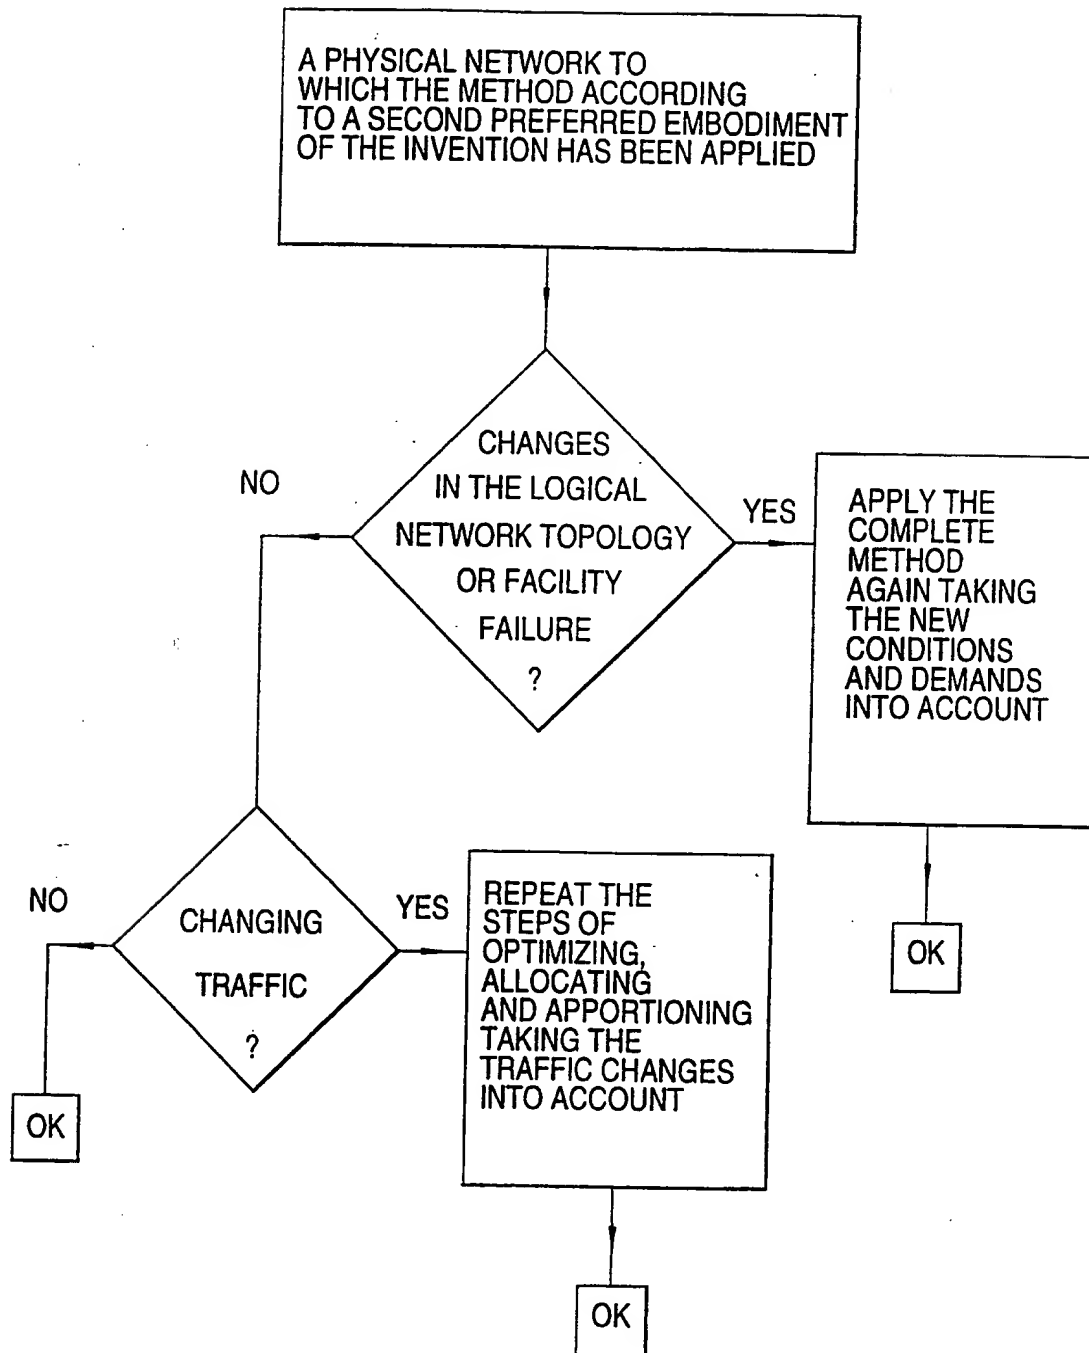 A PHYSICAL NETWORK TO
WHICH THE METHOD ACCORDING
TO A SECOND PREFERRED EMBODIMENT
OF THE INVENTION HAS BEEN APPLIED
CHANGES
IN THE LOGICAL
NETWORK TOPOLOGY
OR FACILITY
FAILURE
?
NO
YES
APPLY THE
COMPLETE
METHOD
AGAIN TAKING
THE NEW
CONDITIONS
AND DEMANDS
INTO ACCOUNT
OK
CHANGING
TRAFFIC
?
NO
YES
REPEAT THE
STEPS OF
OPTIMIZING,
ALLOCATING
AND APPORTIONING
TAKING THE
TRAFFIC CHANGES
INTO ACCOUNT
OK
OK